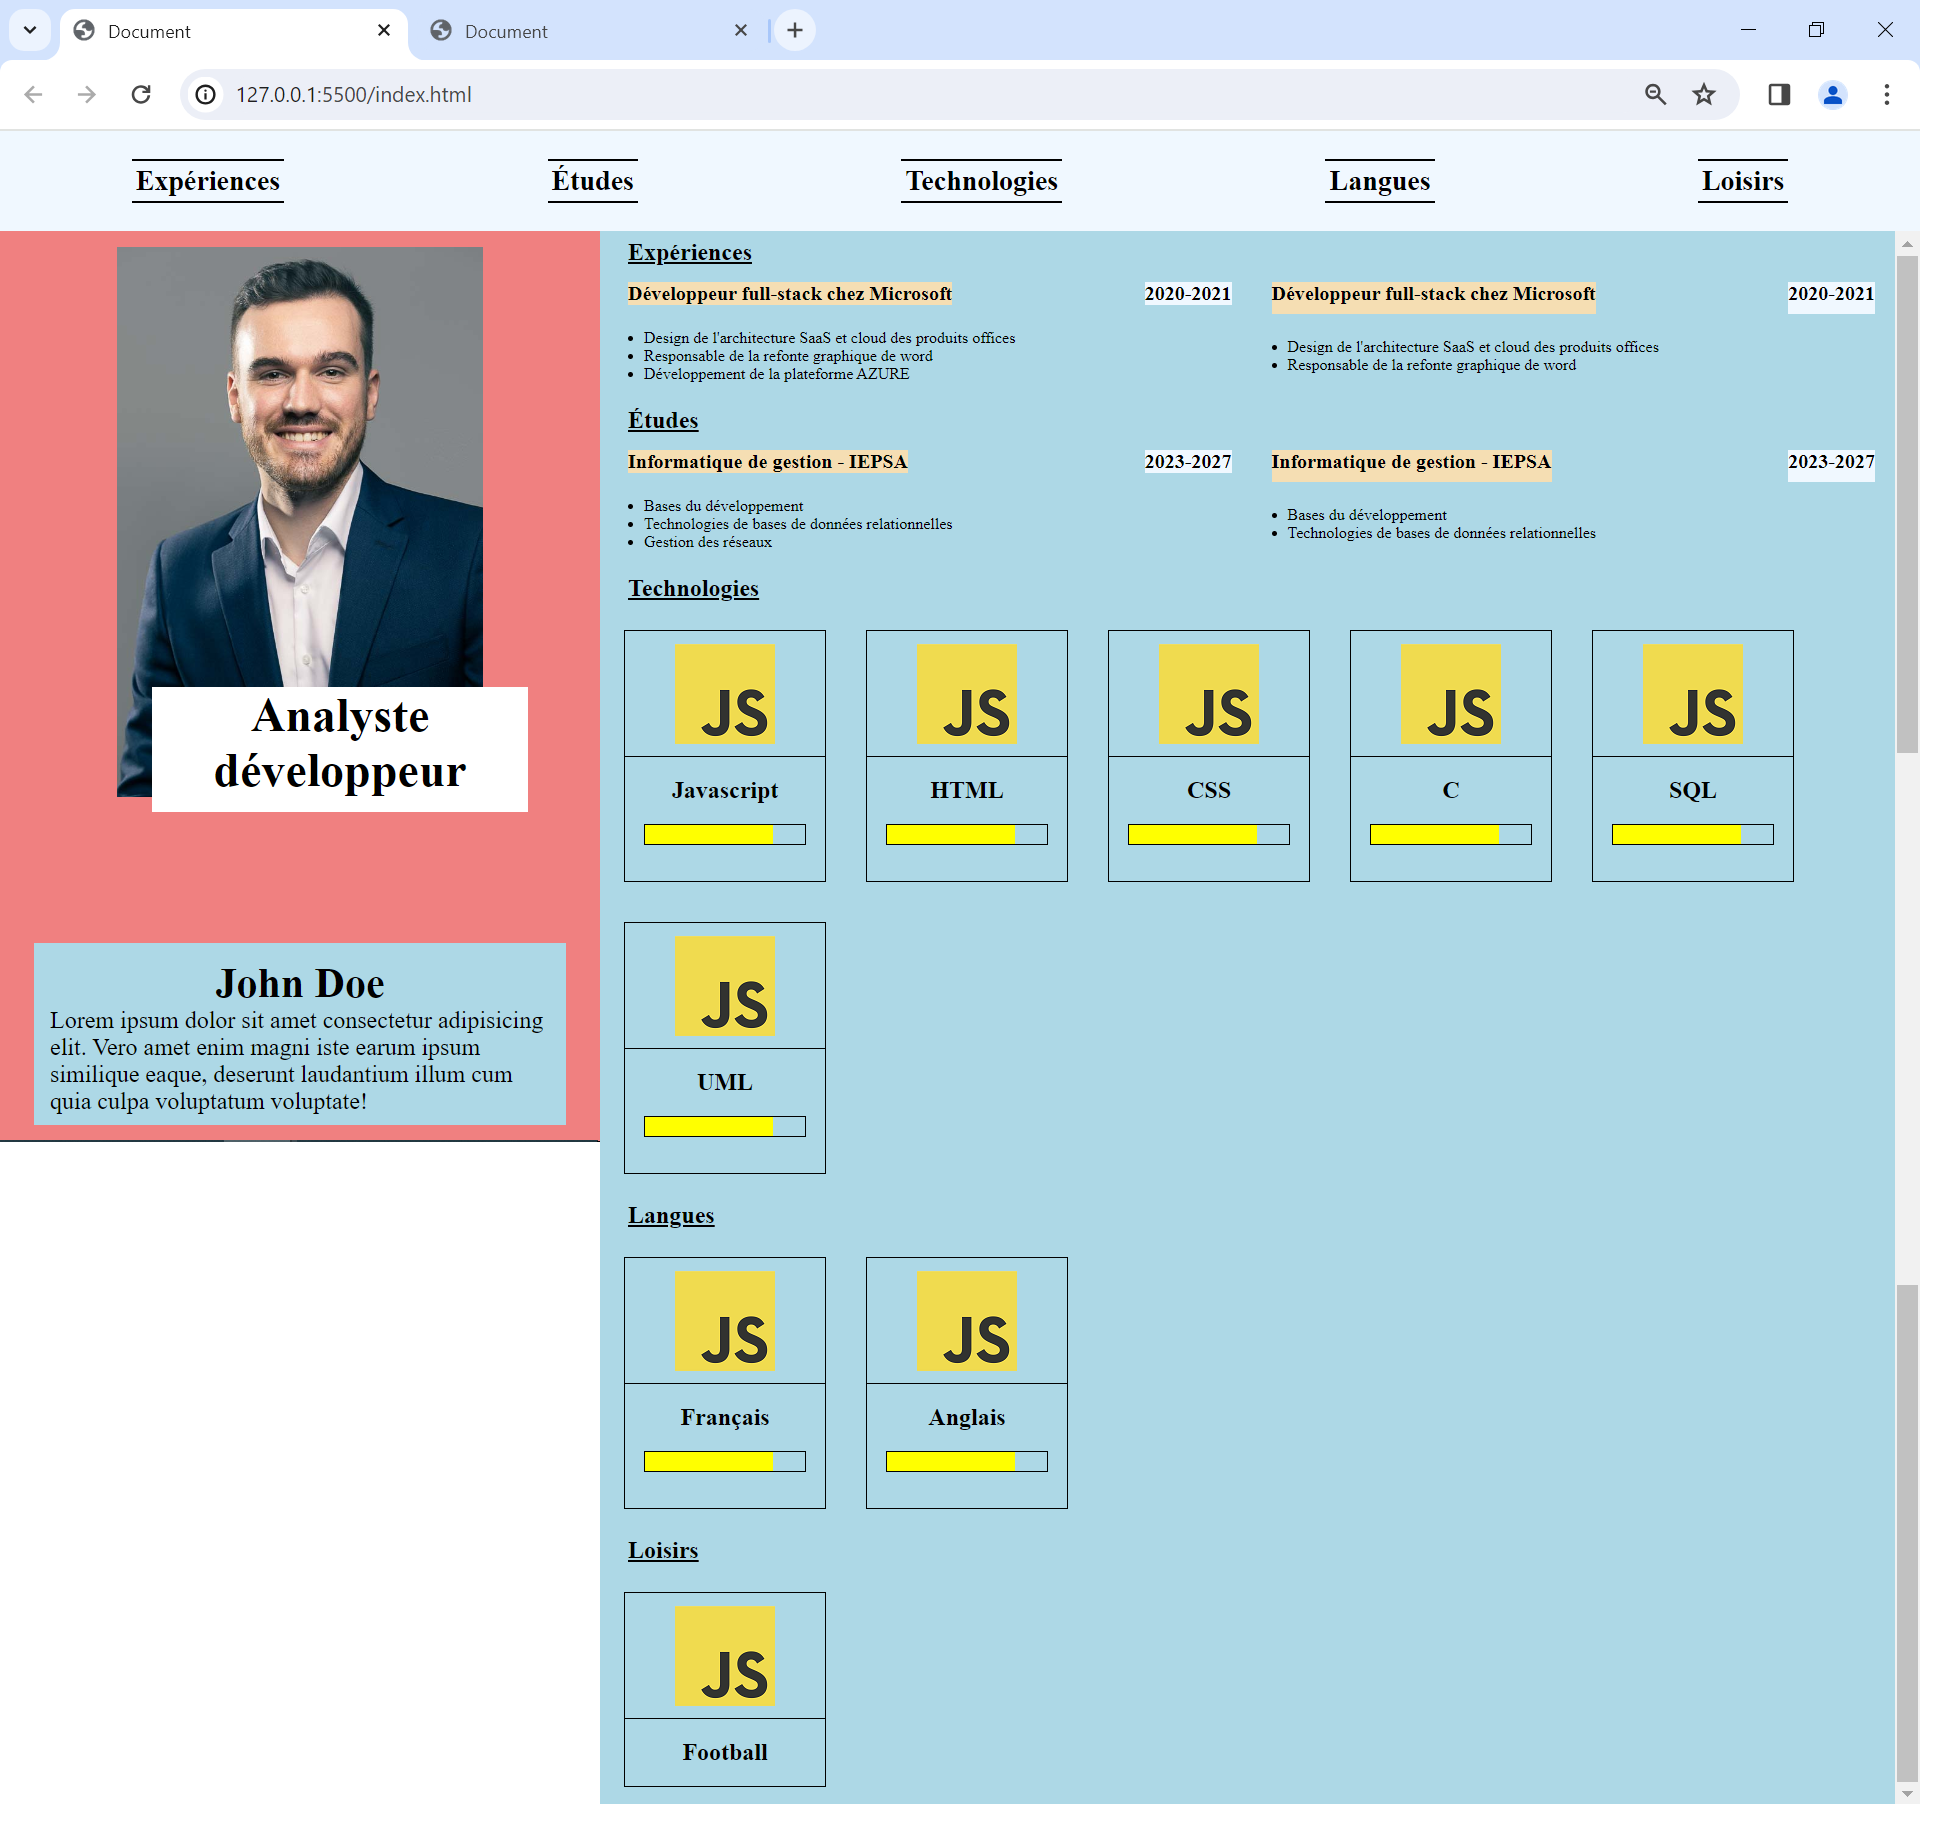 Document
Document
127.0.0.1:5500/index.html
Expériences
Études
Technologies
Langues
Loisirs
Analyste
développeur
John Doe
Lorem ipsum dolor sit amet consectetur adipisicing
elit. Vero amet enim magni iste earum ipsum
similique eaque, deserunt laudantium illum cum
quia culpa voluptatum voluptate!
Expériences
Développeur full-stack chez Microsoft
2020-2021
Design de l'architecture SaaS et cloud des produits offices
Responsable de la refonte graphique de word
Développement de la plateforme AZURE
Développeur full-stack chez Microsoft
2020-2021
Design de l'architecture SaaS et cloud des produits offices
Responsable de la refonte graphique de word
Études
Informatique de gestion - IEPSA
2023-2027
Bases du développement
Technologies de bases de données relationnelles
Gestion des réseaux
Informatique de gestion - IEPSA
2023-2027
Bases du développement
Technologies de bases de données relationnelles
Technologies
JS
Javascript
JS
HTML
JS
CSS
JS
C
JS
SQL
JS
UML
Langues
JS
Français
JS
Anglais
Loisirs
JS
Football